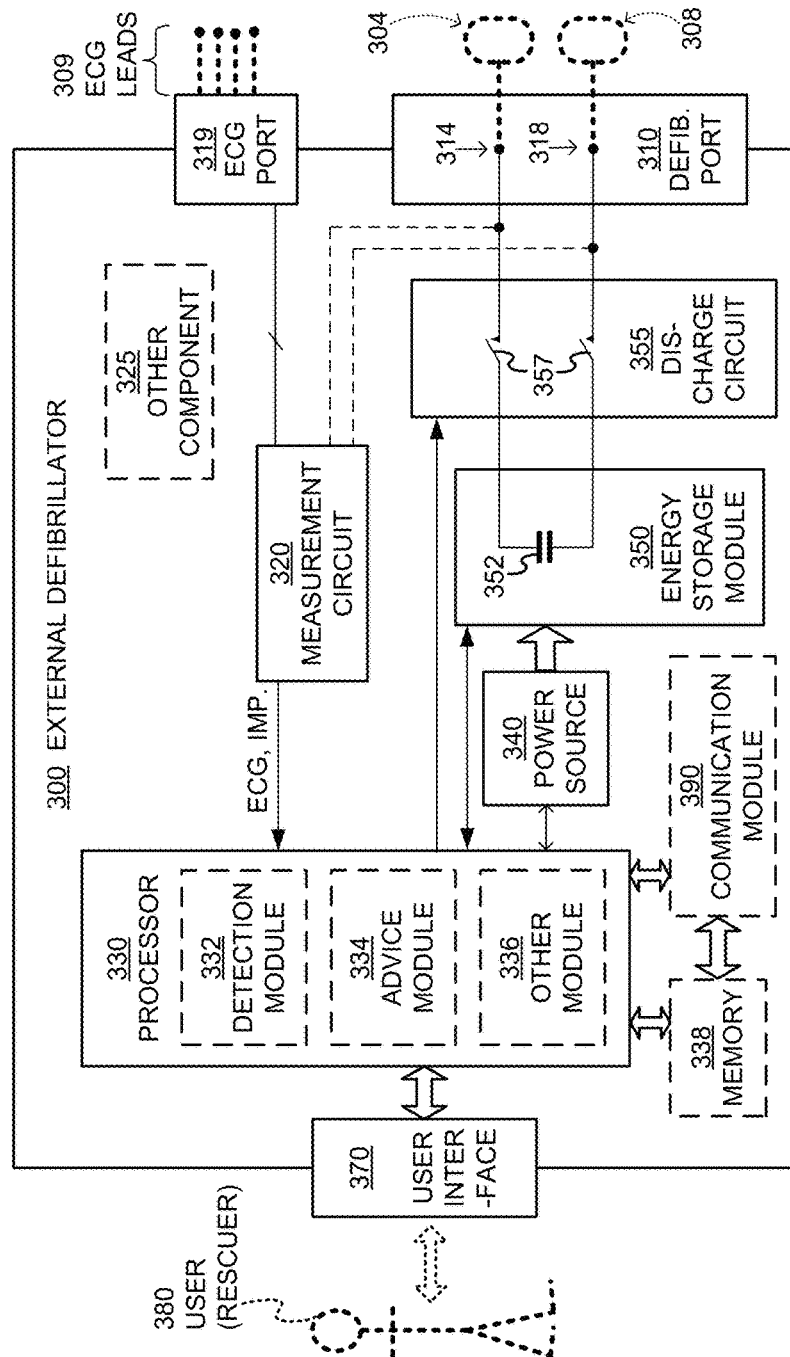 300 EXTERNAL DEFIBRILLATOR
309
ECG
LEADS
319
ECG
PORT
325
OTHER
COMPONENT
304
308
314
318
310
DEFIB.
PORT
320
MEASUREMENT
CIRCUIT
ECG, IMP.
357
355
DIS-
CHARGE
CIRCUIT
352
350
ENERGY
STORAGE
MODULE
340
POWER
SOURCE
330
PROCESSOR
332
DETECTION
MODULE
334
ADVICE
MODULE
336
OTHER
MODULE
338
MEMORY
390
COMMUNICATION
MODULE
370
USER
INTER
-FACE
380
USER
(RESCUER)